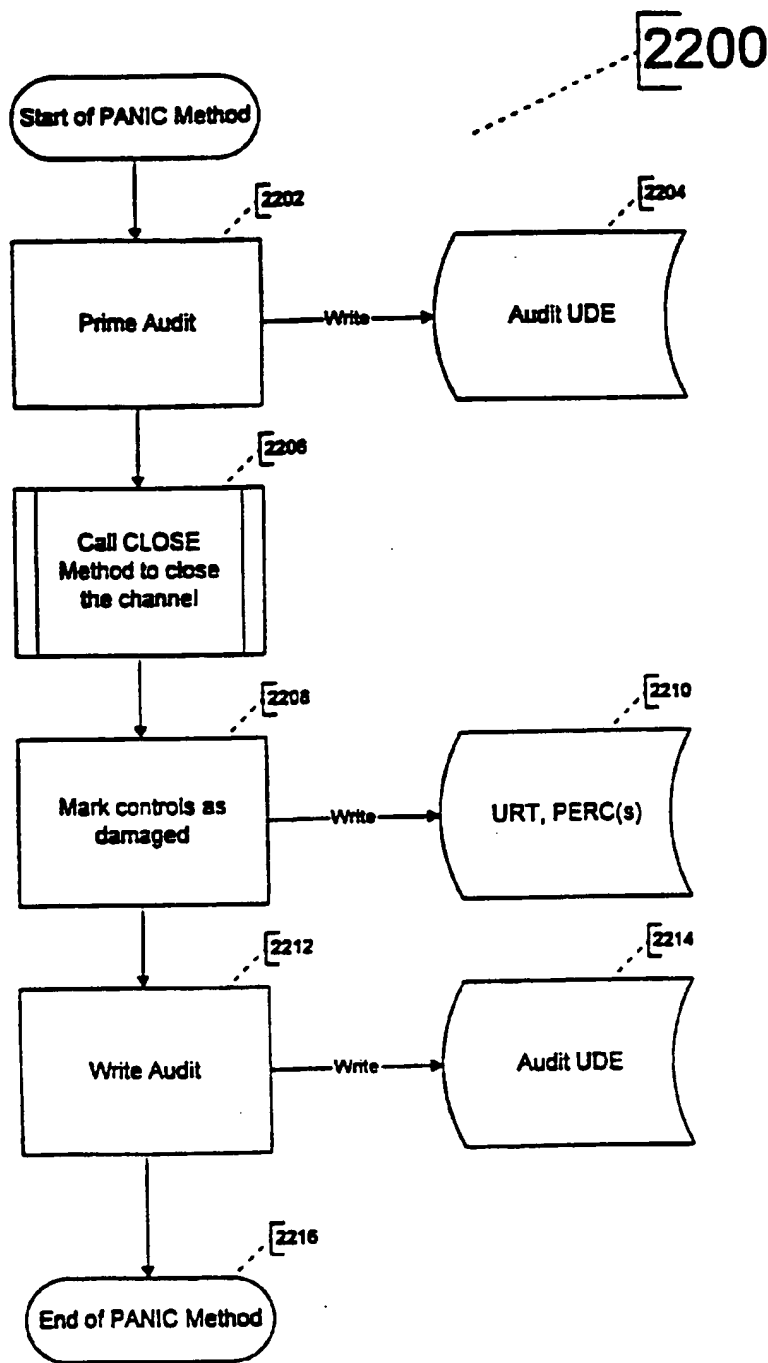 2200
Start of PANIC Method
2202
2204
Prime Audit
Write
Audit UDE
2206
Call CLOSE
Method to close
the channel
2208
2210
Mark controls as
damaged
Write
URT, PERC(s)
2212
2214
Write Audit
Write
Audit UDE
2216
End of PANIC Method